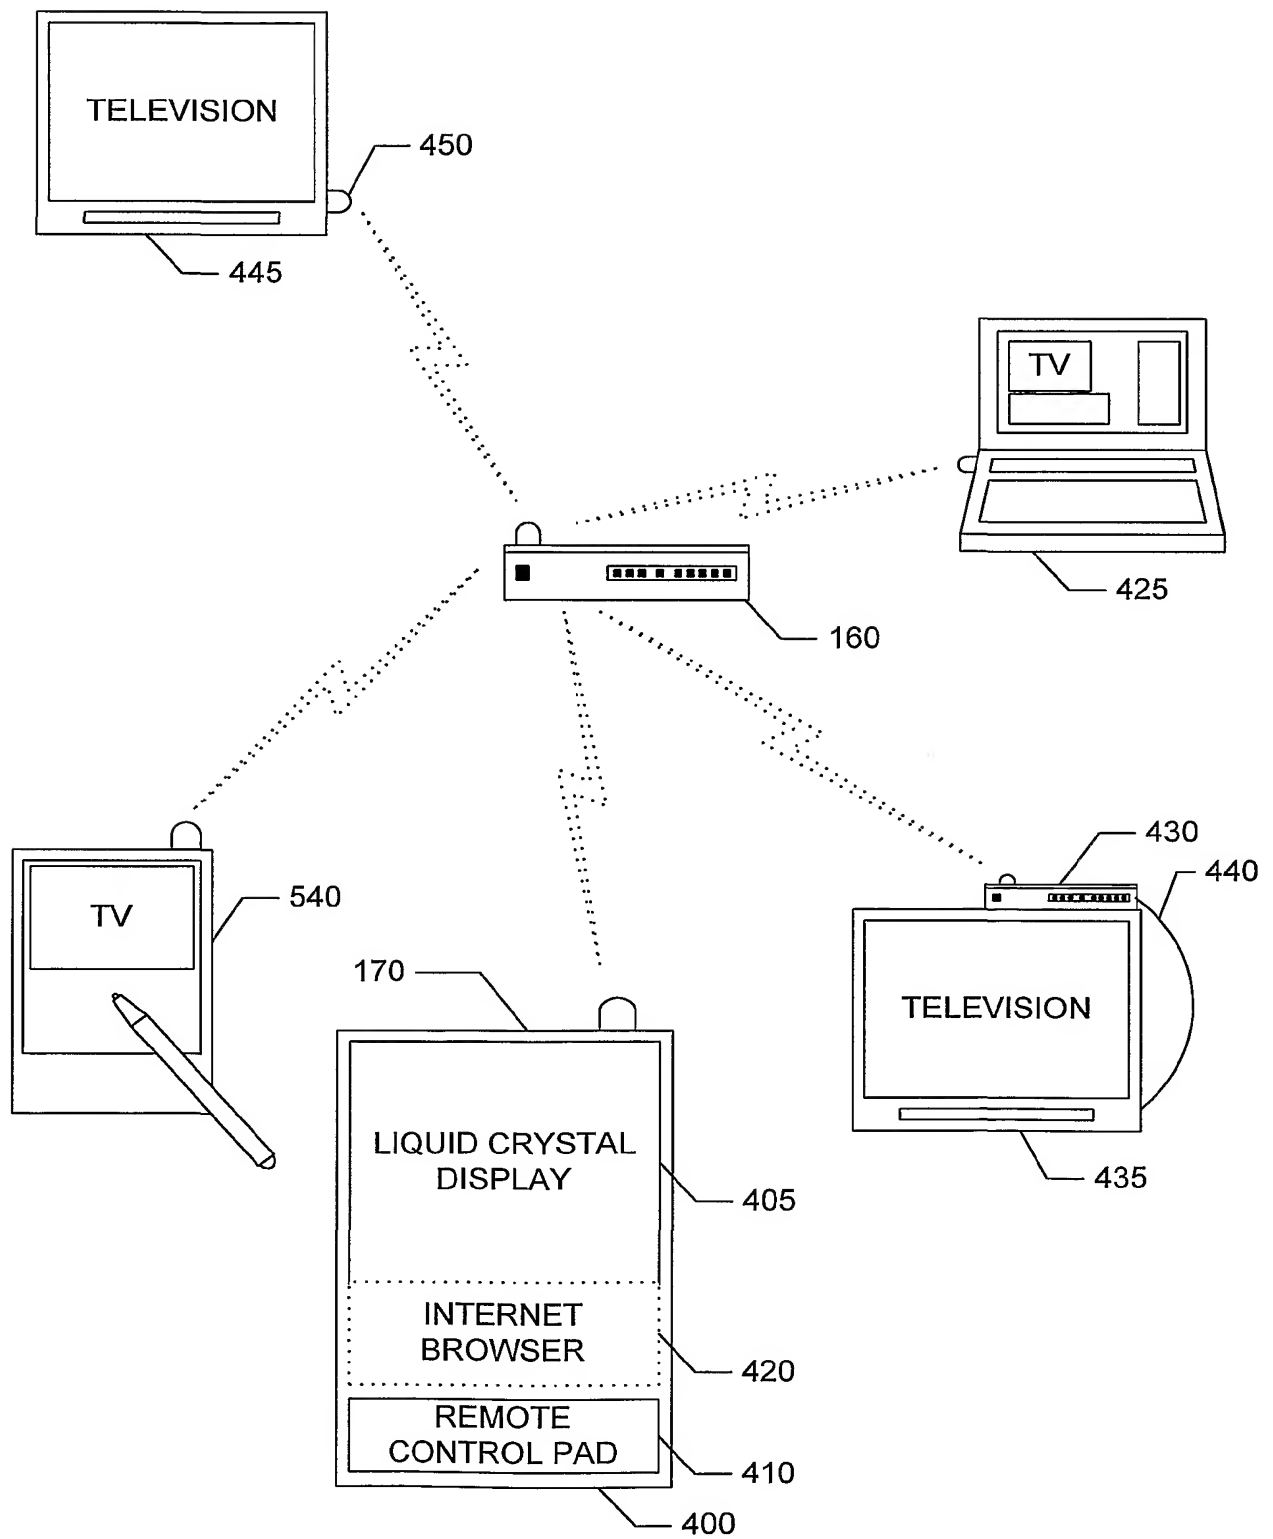 TELEVISION
450
445
TV
425
160
430
440
TV
540
170
TELEVISION
LIQUID CRYSTAL
DISPLAY
405
435
INTERNET
BROWSER
420
REMOTE
CONTROL PAD
410
400